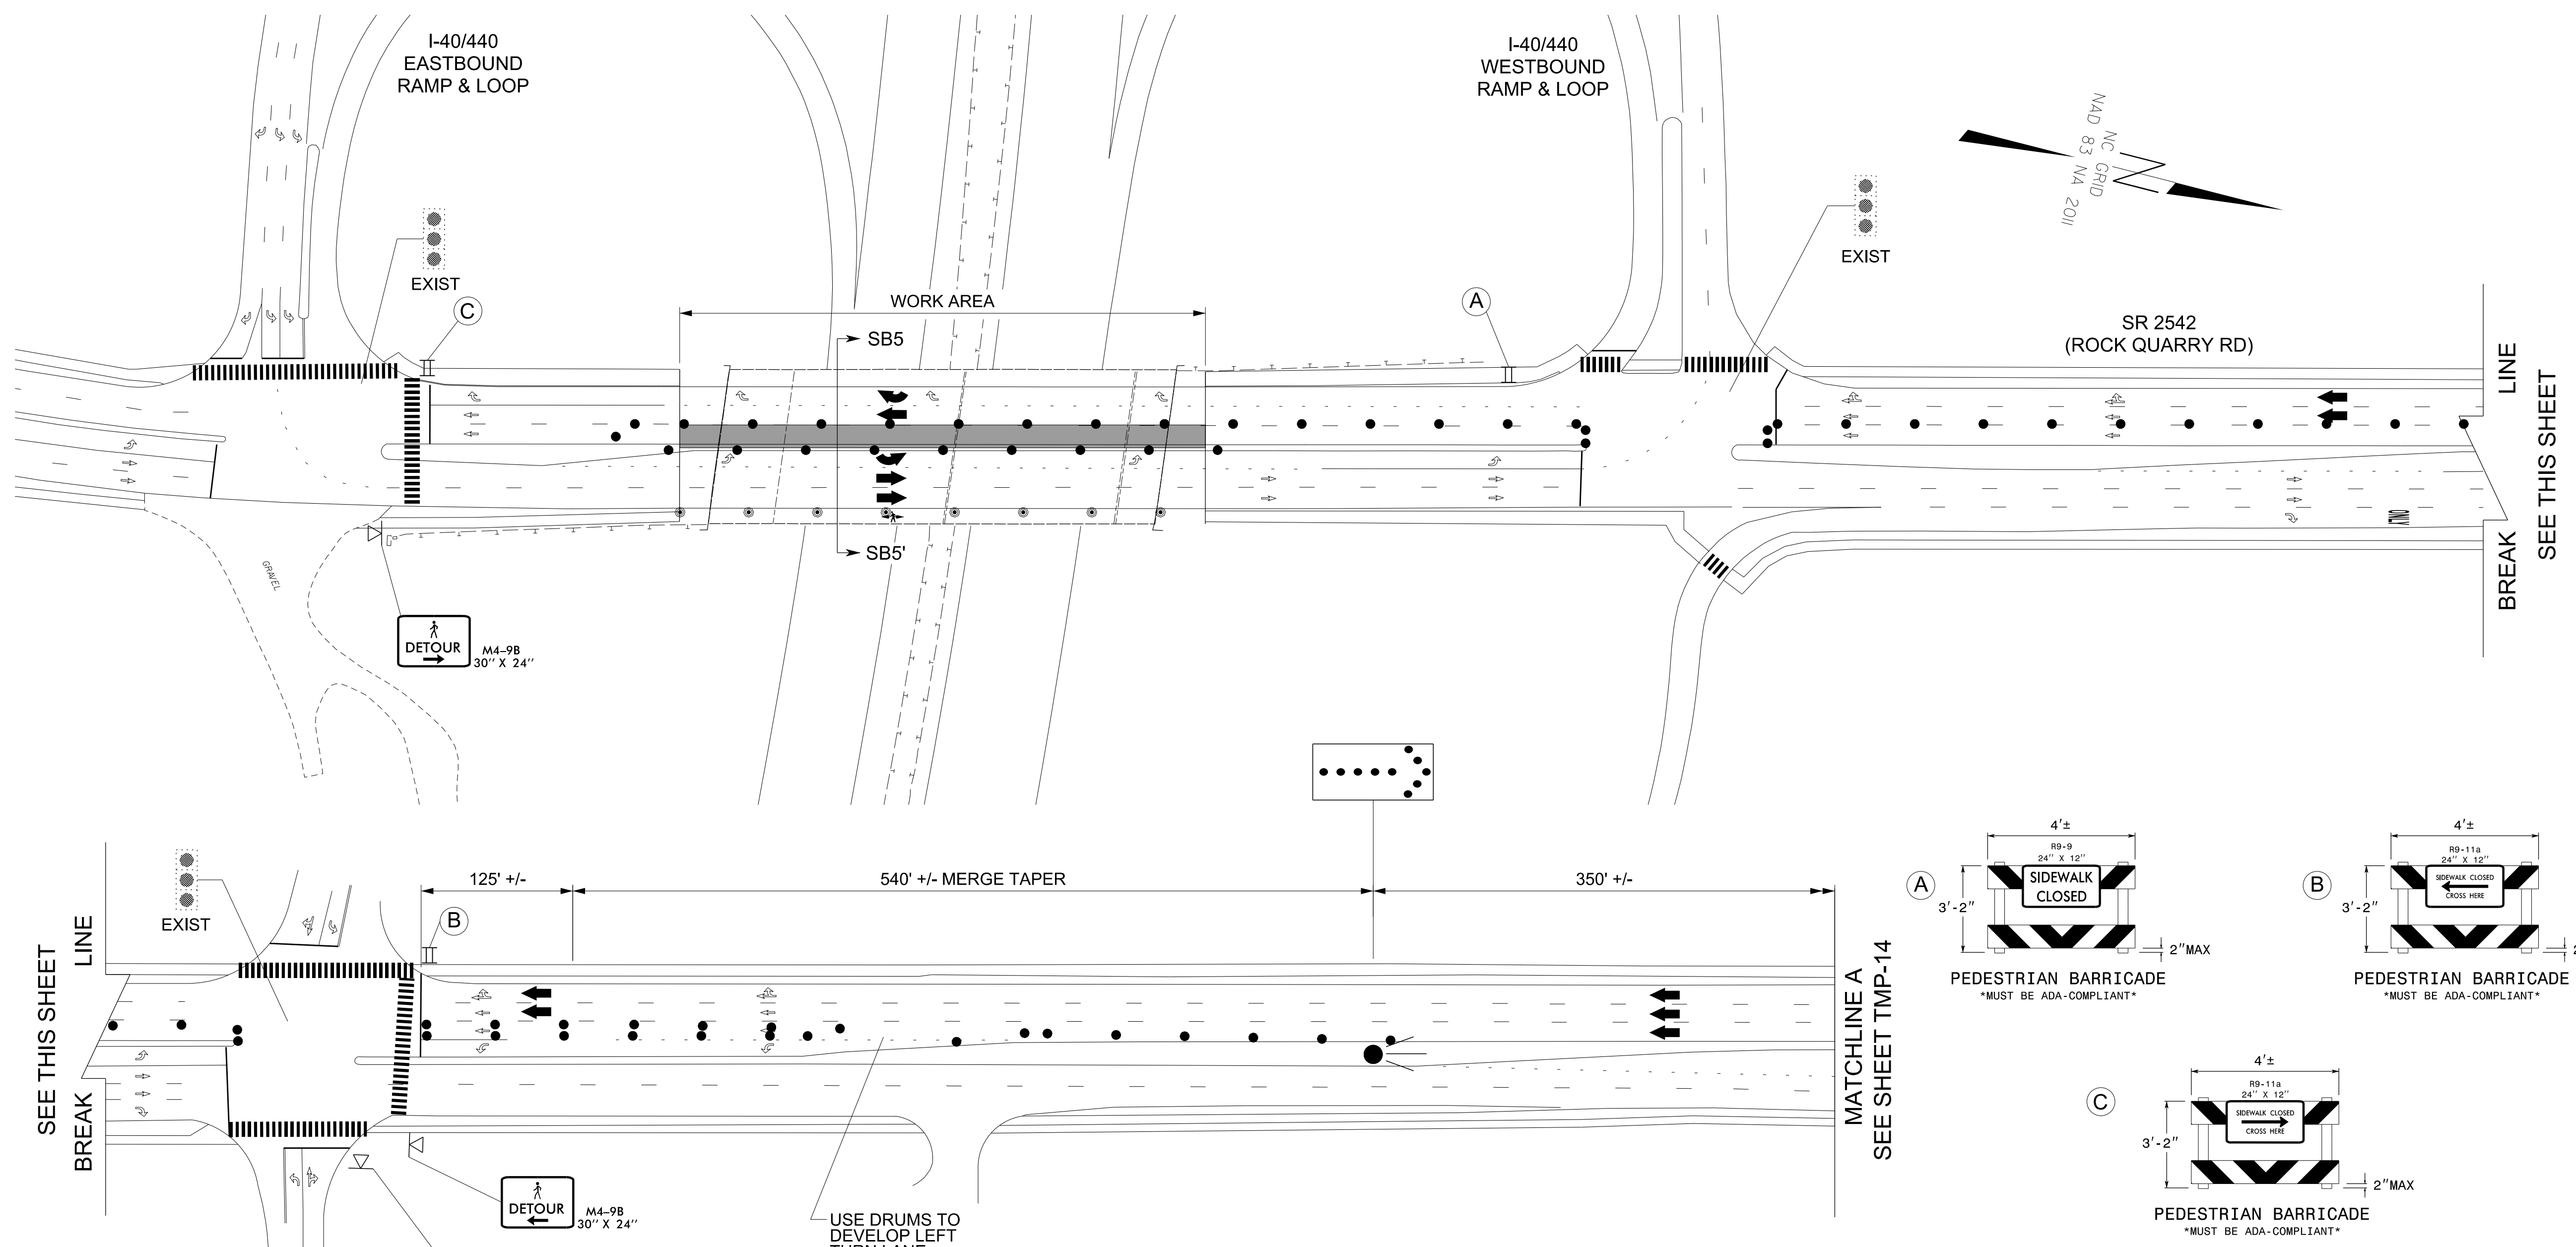 I-40/440
EASTBOUND
RAMP & LOOP
I-40/440
WESTBOUND
RAMP & LOOP
NC GRID
NAD 83 NA 2011
EXIST
EXIST
C
WORK AREA
A
SB5
SR 2542
(ROCK QUARRY RD)
LINE
BREAK
SEE THIS SHEET
SB5'
GRAVEL
DETOUR
M4-9B
30'' X 24''
125' +/-
540' +/- MERGE TAPER
350' +/-
EXIST
B
SEE THIS SHEET
LINE
BREAK
MATCHLINE A
SEE SHEET TMP-14
DETOUR
M4-9B
30'' X 24''
USE DRUMS TO
DEVELOP LEFT
TURN LANE
A
4'±
R9-9
24'' X 12''
SIDEWALK
CLOSED
3'-2"
2"MAX
PEDESTRIAN BARRICADE
*MUST BE ADA-COMPLIANT*
B
4'±
R9-11a
24'' X 12''
SIDEWALK CLOSED
CROSS HERE
3'-2"
PEDESTRIAN BARRICADE
*MUST BE ADA-COMPLIANT*
C
4'±
R9-11a
24'' X 12''
SIDEWALK CLOSED
CROSS HERE
3'-2"
2"MAX
PEDESTRIAN BARRICADE
*MUST BE ADA-COMPLIANT*